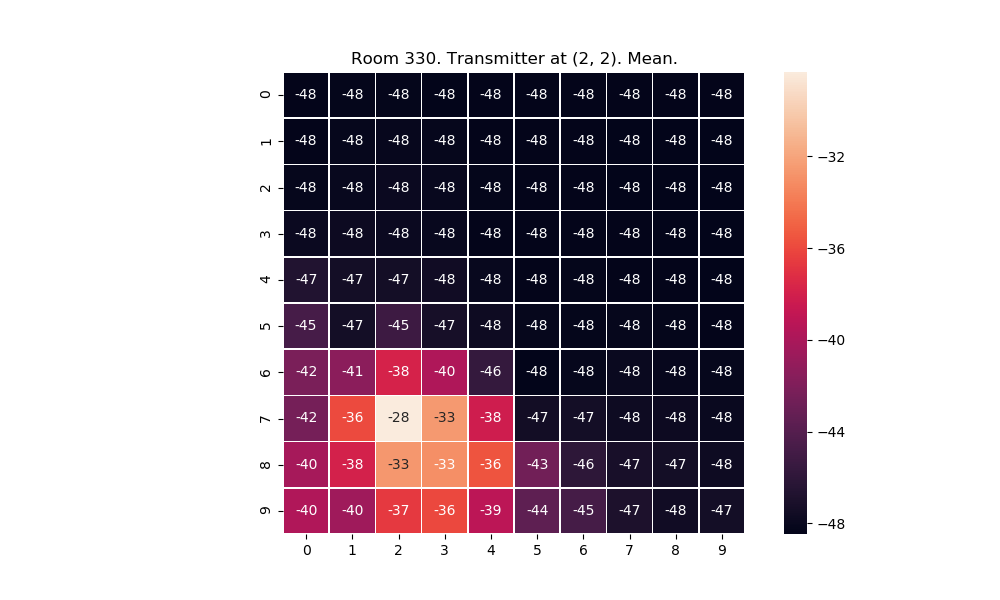 Room 330. Transmitter at (2, 2). Mean.
0 -48 -48 -48 -48 -48 -48 -48 -48 -48 -48
1 -48 -48 -48 -48 -48 -48 -48 -48 -48 -48
2 -48 -48 -48 -48 -48 -48 -48 -48 -48 -48
3 -48 -48 -48 -48 -48 -48 -48 -48 -48 -48
4 -47 -47 -47 -48 -48 -48 -48 -48 -48 -48
5 -45 -47 -45 -47 -48 -48 -48 -48 -48 -48
6 -42 -41 -38 -40 -46 -48 -48 -48 -48 -48
7 -42 -36 -28 -33 -38 -47 -47 -48 -48 -48
8 -40 -38 -33 -33 -36 -43 -46 -47 -47 -48
9 -40 -40 -37 -36 -39 -44 -45 -47 -48 -47
0 1 2 3 4 5 6 7 8 9
−32
−36
−40
−44
−48